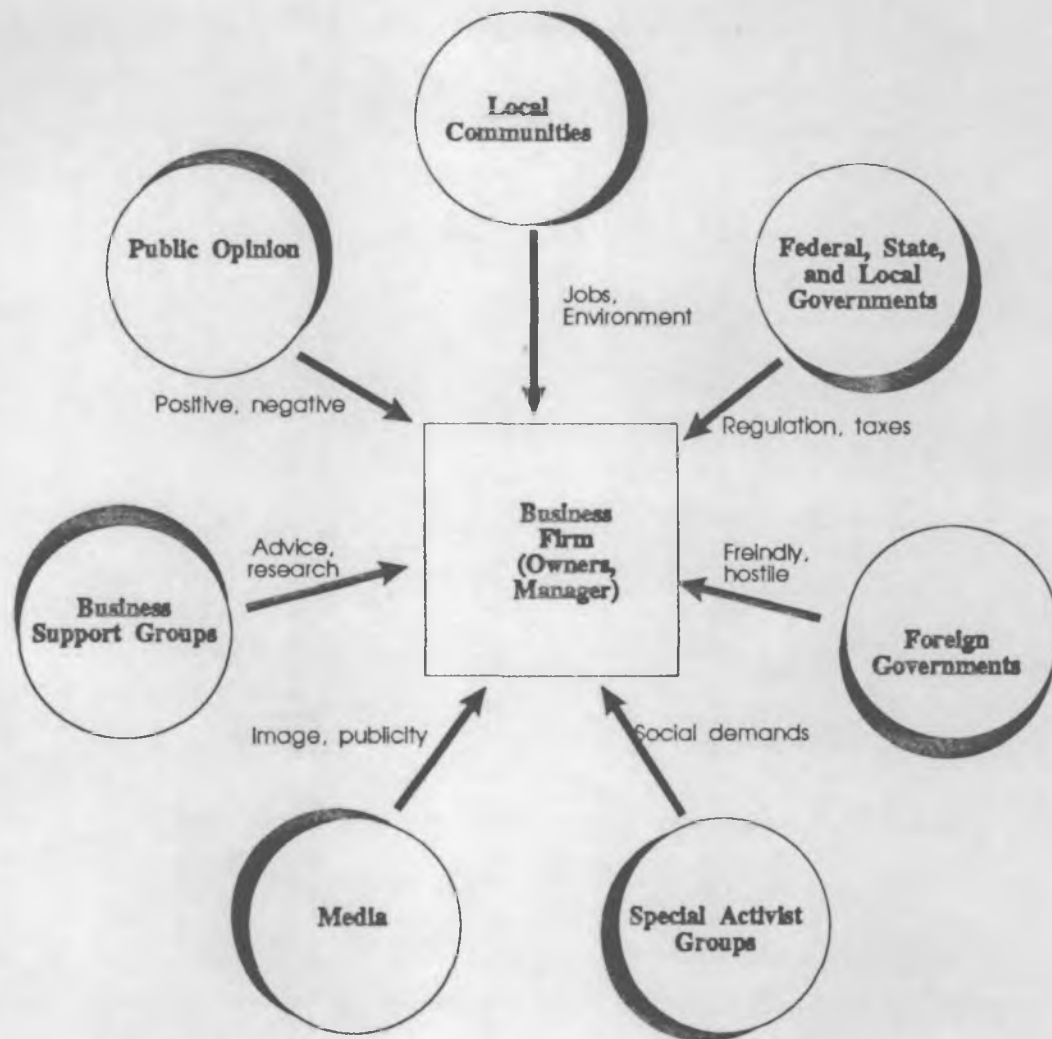 Local
Communities
Public Opinion
Federal, State,
and Local
Governments
Jobs,
Environment
Positive, negative
Regulation, taxes
Business
Firm
(Owners,
Manager)
Advice,
research
Freindly,
hostile
Business
Support Groups
Foreign
Governments
Image, publicity
Social demands
Media
Special Activist
Groups